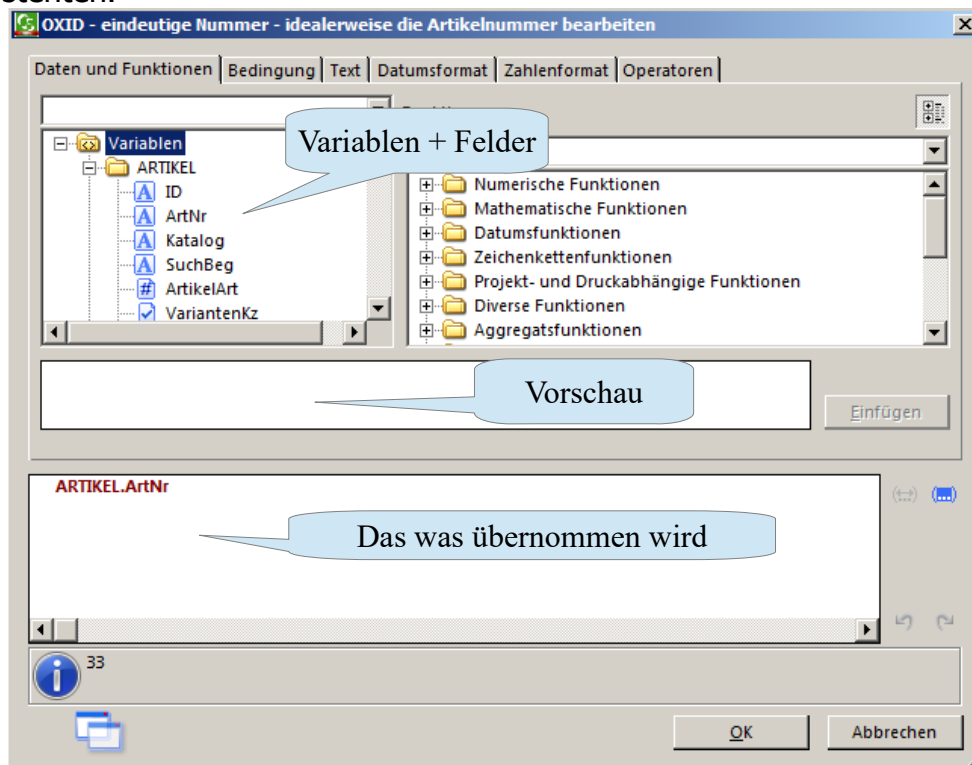 OXID - eindeutige Nummer - idealerweise die Artikelnummer bearbeiten
Daten und Funktionen Bedingung Text Datumsformat Zahlenformat Operatoren
Variablen + Felder
Variablen
ARTIKEL
ID
ArtNr
Katalog
SuchBeg
ArtikelArt
VariantenKz
Numerische Funktionen
Mathematische Funktionen
Datumsfunktionen
Zeichenkettenfunktionen
Projekt- und Druckabhängige Funktionen
Diverse Funktionen
Aggregatsfunktionen
Vorschau
Einfügen
ARTIKEL.ArtNr
Das was übernommen wird
33
OK Abbrechen